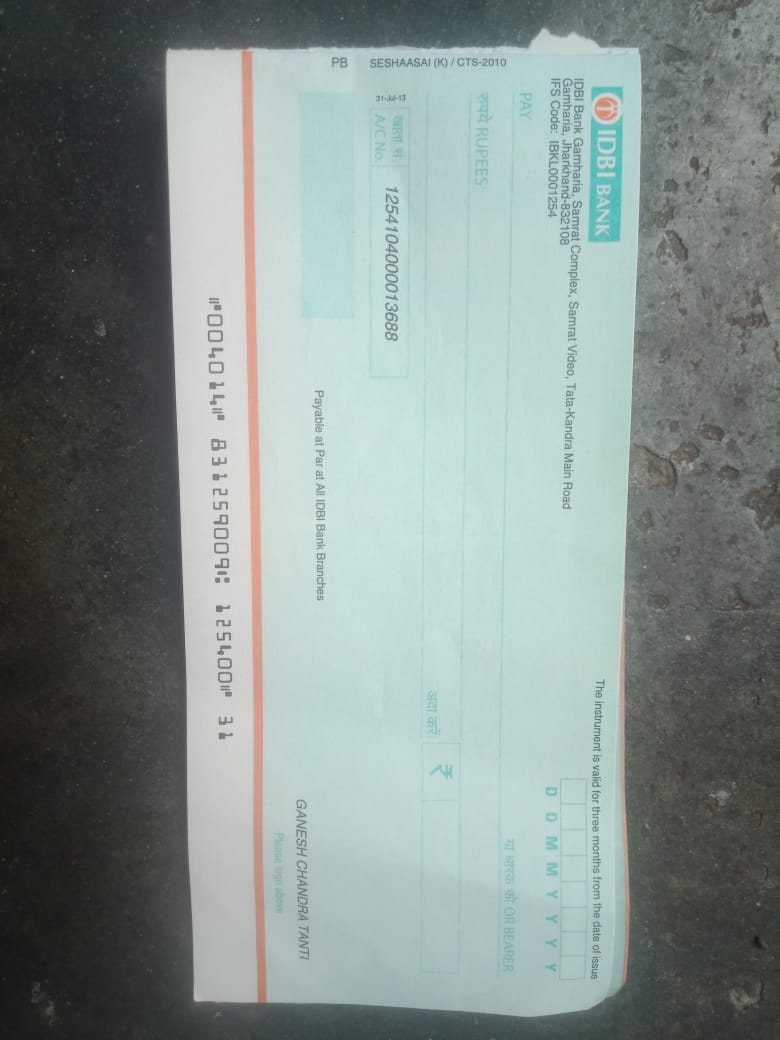 IDBI BANK
The instrument is valid for three months from the date of issue
IDBI Bank Gamharia, Samrat Complex, Samrat Video, Tata-Kandra Main Road
Gamharia, Jharkhand-832108
IFS Code: IBKL0001254
D D M M Y Y Y Y
PAY
या धारक को OR BEARER
रुपये RUPEES
अदा करें ₹
खाता सं.
A/C No. 1254104000013688
SESHAASAI (K) / CTS-2010
PB
Payable at Par at All IDBI Bank Branches
GANESH CHANDRA TANTI
Please sign above
⑈004014⑈ 831259009⑆ 125400⑈ 31